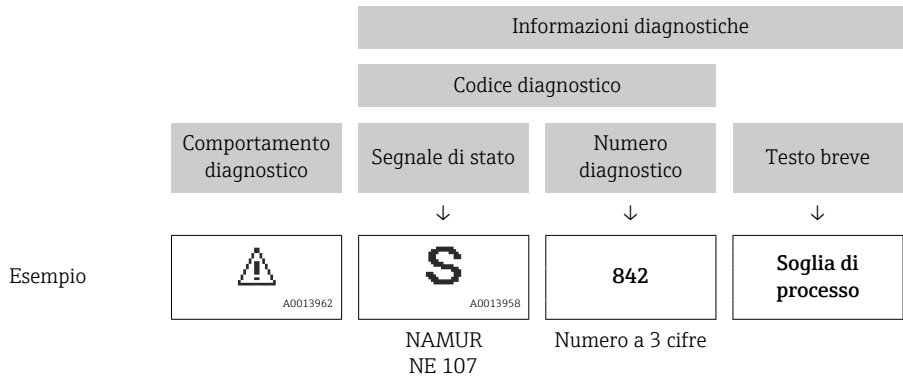 Informazioni diagnostiche
Codice diagnostico
Comportamento
diagnostico
Segnale di stato
Numero
diagnostico
Testo breve
Esempio
A0013962
S
A0013958
842
Soglia di
processo
NAMUR
NE 107
Numero a 3 cifre